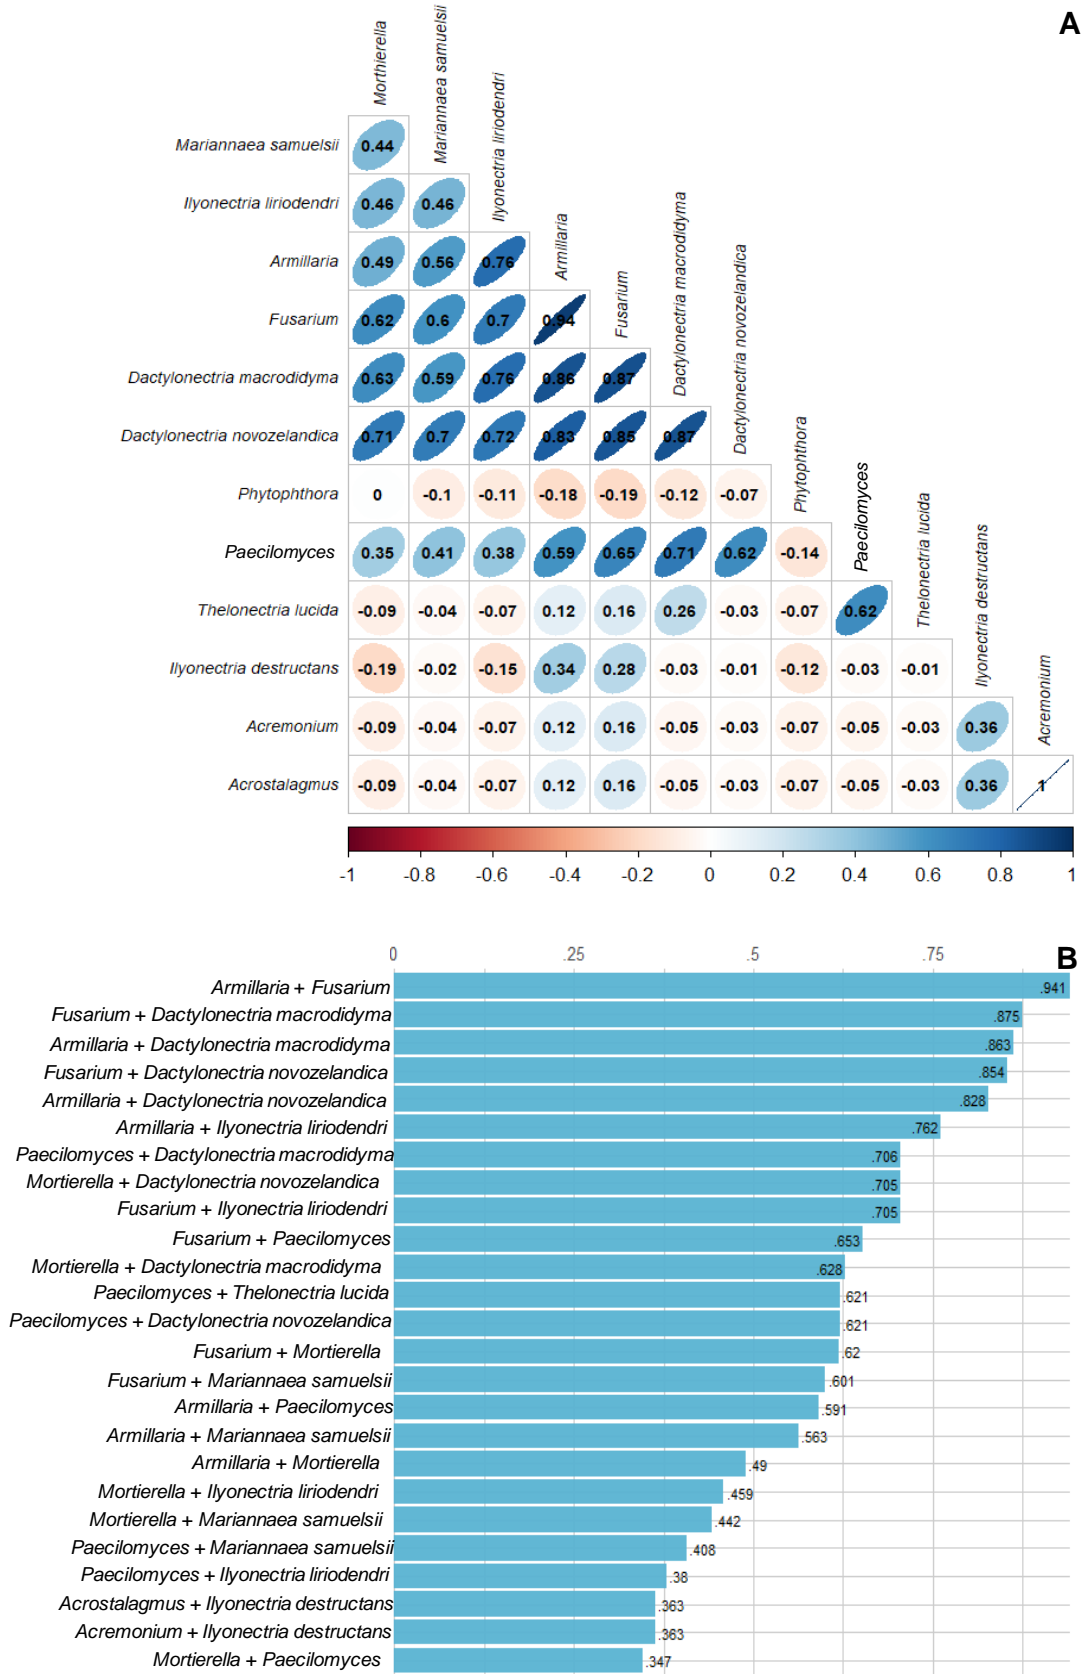 A
Morthierella
Mariannaea samuelsii
Ilyonectria liriodendri
Armillaria
Fusarium
Dactylonectria macrodidyma
Dactylonectria novozelandica
Phytophthora
Paecilomyces
Thelonectria lucida
Ilyonectria destructans
Acremonium
Mariannaea samuelsii 0.44
Ilyonectria liriodendri 0.46 0.46
Armillaria 0.49 0.56 0.76
Fusarium 0.62 0.6 0.7 0.94
Dactylonectria macrodidyma 0.63 0.59 0.76 0.86 0.87
Dactylonectria novozelandica 0.71 0.7 0.72 0.83 0.85 0.87
Phytophthora 0 -0.1 -0.11 -0.18 -0.19 -0.12 -0.07
Paecilomyces 0.35 0.41 0.38 0.59 0.65 0.71 0.62 -0.14
Thelonectria lucida -0.09 -0.04 -0.07 0.12 0.16 0.26 -0.03 -0.07 0.62
Ilyonectria destructans -0.19 -0.02 -0.15 0.34 0.28 -0.03 -0.01 -0.12 -0.03 -0.01
Acremonium -0.09 -0.04 -0.07 0.12 0.16 -0.05 -0.03 -0.07 -0.05 -0.03 0.36
Acrostalagmus -0.09 -0.04 -0.07 0.12 0.16 -0.05 -0.03 -0.07 -0.05 -0.03 0.36 1
-1 -0.8 -0.6 -0.4 -0.2 0 0.2 0.4 0.6 0.8 1
B
0 .25 .5 .75
Armillaria + Fusarium .941
Fusarium + Dactylonectria macrodidyma .875
Armillaria + Dactylonectria macrodidyma .863
Fusarium + Dactylonectria novozelandica .854
Armillaria + Dactylonectria novozelandica .828
Armillaria + Ilyonectria liriodendri .762
Paecilomyces + Dactylonectria macrodidyma .706
Mortierella + Dactylonectria novozelandica .705
Fusarium + Ilyonectria liriodendri .705
Fusarium + Paecilomyces .653
Mortierella + Dactylonectria macrodidyma .628
Paecilomyces + Thelonectria lucida .621
Paecilomyces + Dactylonectria novozelandica .621
Fusarium + Mortierella .62
Fusarium + Mariannaea samuelsii .601
Armillaria + Paecilomyces .591
Armillaria + Mariannaea samuelsii .563
Armillaria + Mortierella .49
Mortierella + Ilyonectria liriodendri .459
Mortierella + Mariannaea samuelsii .442
Paecilomyces + Mariannaea samuelsii .408
Paecilomyces + Ilyonectria liriodendri .38
Acrostalagmus + Ilyonectria destructans .363
Acremonium + Ilyonectria destructans .363
Mortierella + Paecilomyces .347